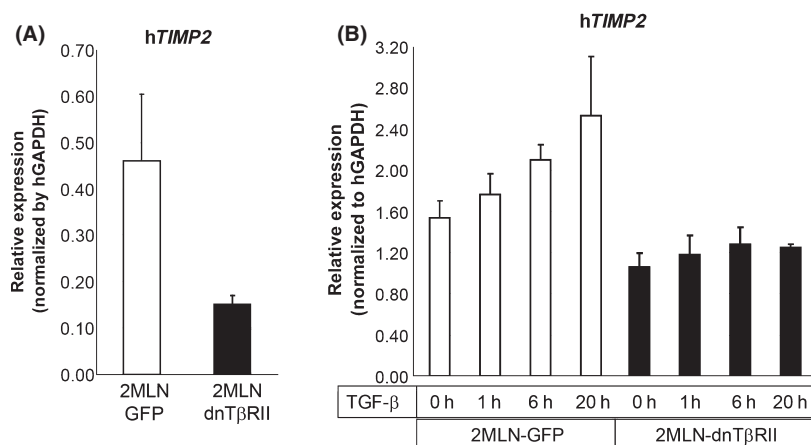 (A)
hTIMP2
Relative expression
(normalized by hGAPDH)
0.70
0.60
0.50
0.40
0.30
0.20
0.10
0.00
2MLN
GFP
2MLN
dnTβRII
(B)
hTIMP2
Relative expression
(normalized to hGAPDH)
3.20
2.80
2.40
2.00
1.60
1.20
0.80
0.40
0.00
TGF-β 0 h 1 h 6 h 20 h 0 h 1 h 6 h 20 h
2MLN-GFP 2MLN-dnTβRII